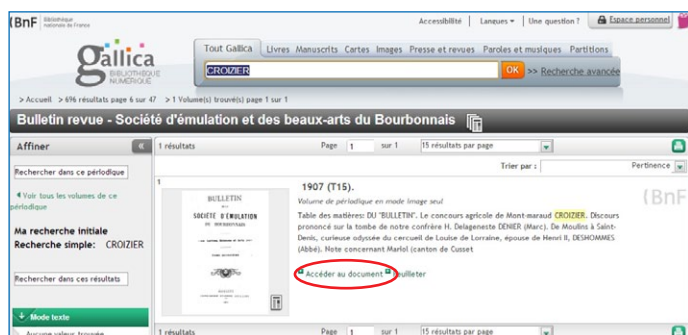 {BnF Bibliothèque nationale de France
Accessibilité | Langues | Une question ? Espace personnel
gallica
BIBLIOTHÈQUE
NUMÉRIQUE
Tout Gallica Livres Manuscrits Cartes Images Presse et revues Paroles et musiques Partitions
CROIZIER OK >> Recherche avancée
> Accueil > 696 résultats page 6 sur 47 > 1 Volume(s) trouvé(s) page 1 sur 1
Bulletin revue - Société d'émulation et des beaux-arts du Bourbonnais
Affiner
1 résultats Page 1 sur 1 15 résultats par page
Trier par : Pertinence
Rechercher dans ce périodique
Voir tous les volumes de ce
périodique
Ma recherche initiale
Recherche simple: CROIZIER
Rechercher dans ces résultats
Mode texte
Aucune valeur trouvée
1
BULLETIN
SOCIÉTÉ D'ÉMULATION
DU BOURBONNAIS
1907 (T15).
Volume de périodique en mode image seul
Table des matières: DU "BULLETIN". Le concours agricole de Mont-maraud CROIZIER. Discours
prononcé sur la tombe de notre confrère H. Delageneste DÉNIER (Marc). De Moulins à Saint-
Denis, curieuse odyssée du cercueil de Louise de Lorraine, épouse de Henri II, DESHOMMES
(Abbé). Note concernant Mariol (canton de Cusset
{BnF
Accéder au document Feuilleter
1 résultats Page 1 sur 1 15 résultats par page